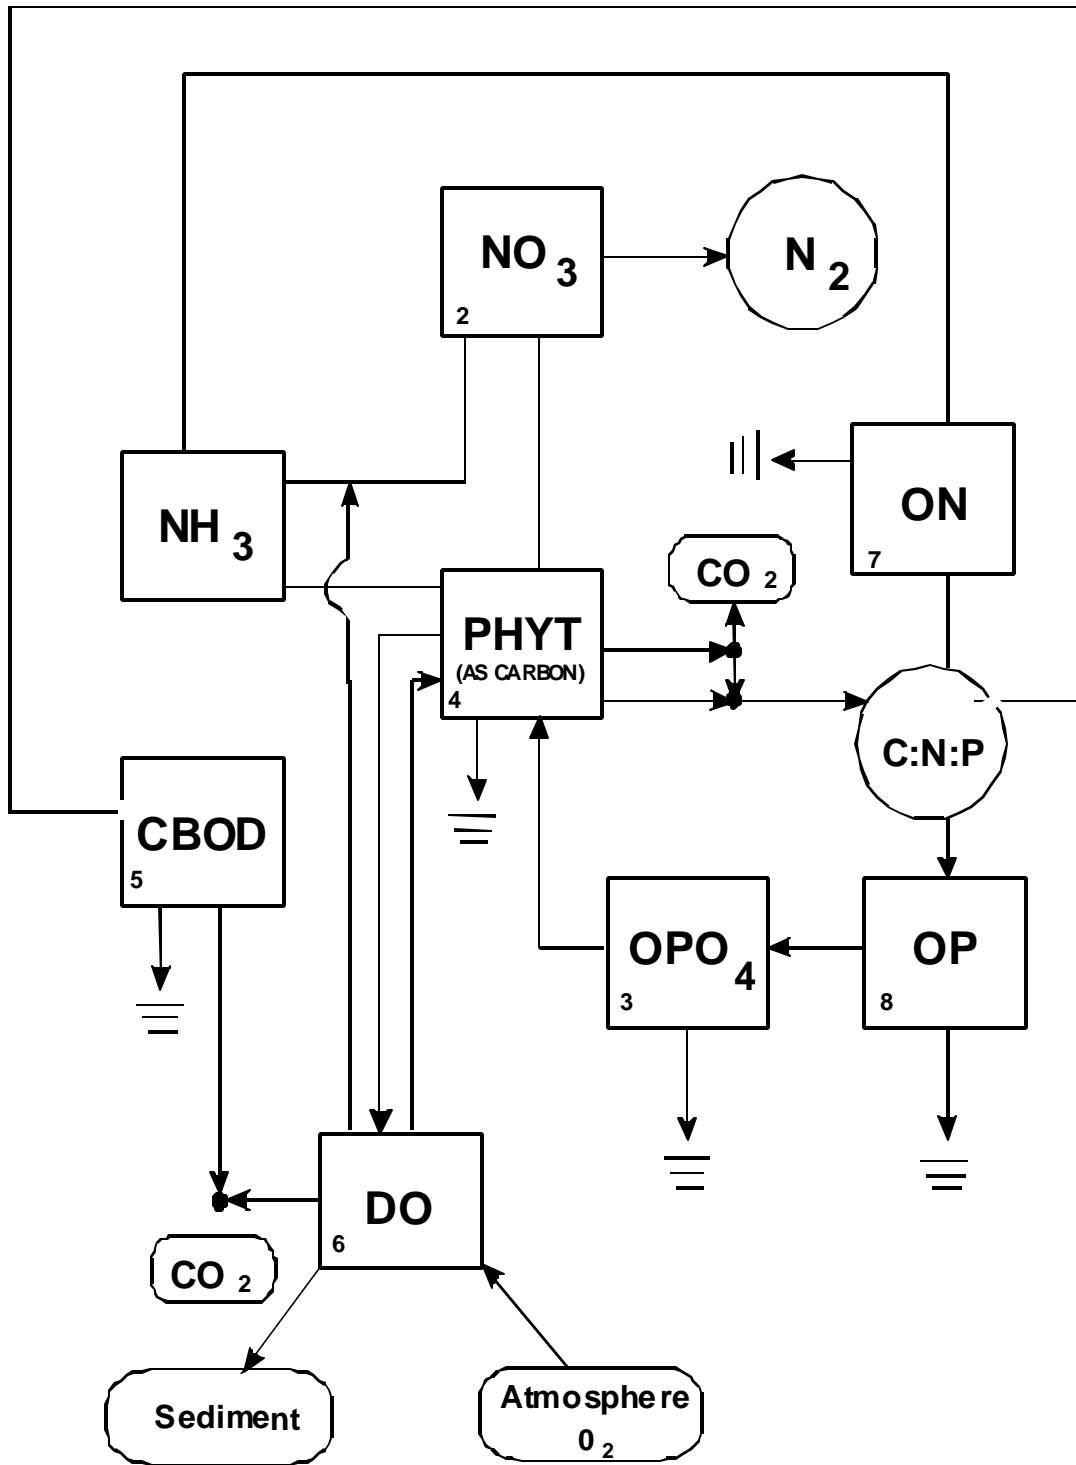 NO 3
2
N 2
NH 3
ON
7
CO 2
PHYT
(AS CARBON)
4
C:N:P
CBOD
5
OPO 4
3
OP
8
DO
6
CO 2
Sediment
Atmosphere
0 2